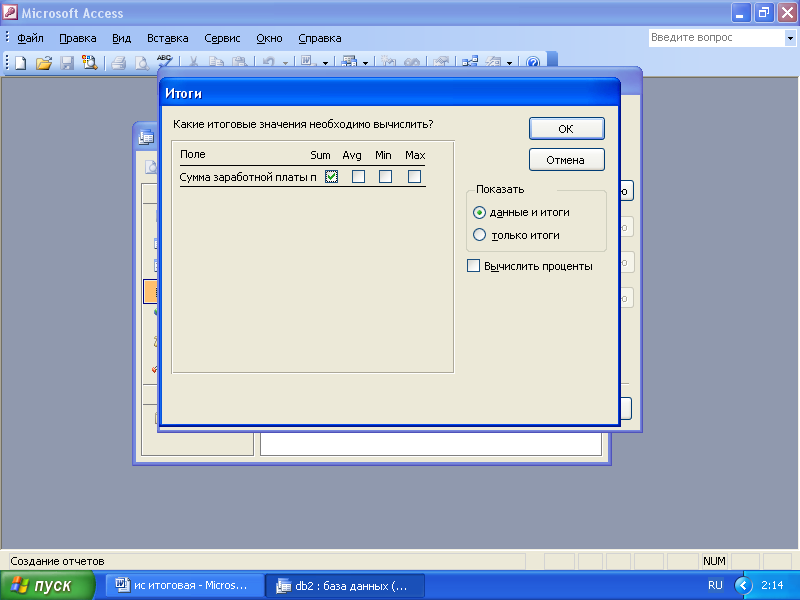 Microsoft Access
Файл Правка Вид Вставка Сервис Окно Справка
Введите вопрос
Итоги
Какие итоговые значения необходимо вычислить?
Поле Sum Avg Min Max
Сумма заработной платы п
OK
Отмена
Показать
данные и итоги
только итоги
Вычислить проценты
Создание отчетов
NUM
пуск
ис итоговая - Micros...
db2 : база данных (...
RU
2:14